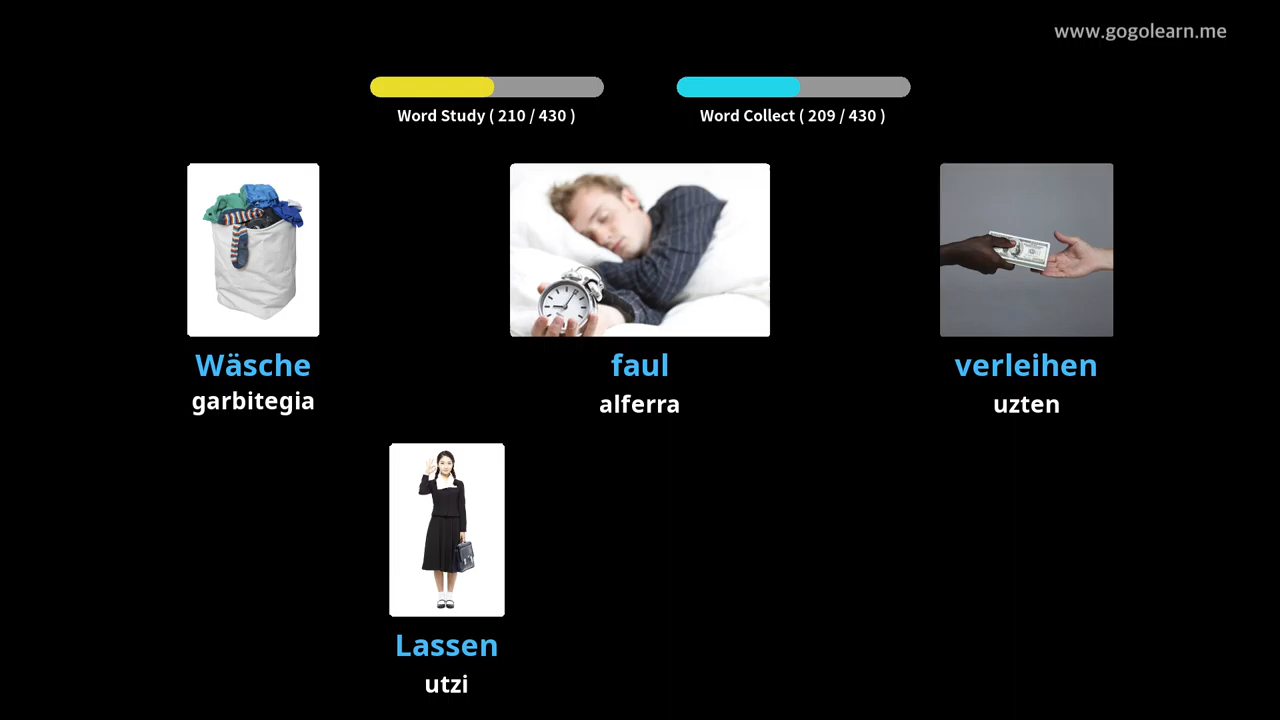 www.gogolearn.me
Word Study ( 210 / 430 )
Word Collect ( 209 / 430 )
Wäsche
garbitegia
faul
alferra
verleihen
uzten
Lassen
utzi